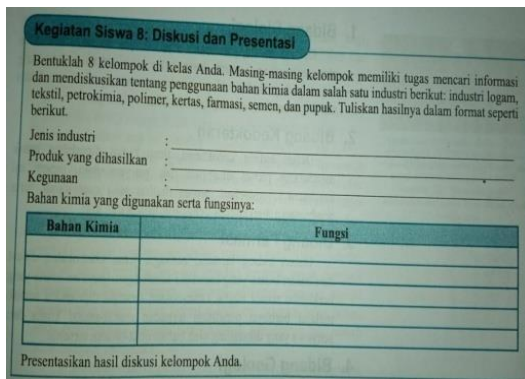 Kegiatan Siswa 8: Diskusi dan Presentasi
Bentuklah 8 kelompok di kelas Anda. Masing-masing kelompok memiliki tugas mencari informasi
dan mendiskusikan tentang penggunaan bahan kimia dalam salah satu industri berikut: industri logam,
tekstil, petrokimia, polimer, kertas, farmasi, semen, dan pupuk. Tuliskan hasilnya dalam format seperti
berikut.
Jenis industri :
Produk yang dihasilkan :
Kegunaan :
Bahan kimia yang digunakan serta fungsinya:
Bahan Kimia Fungsi
Presentasikan hasil diskusi kelompok Anda.